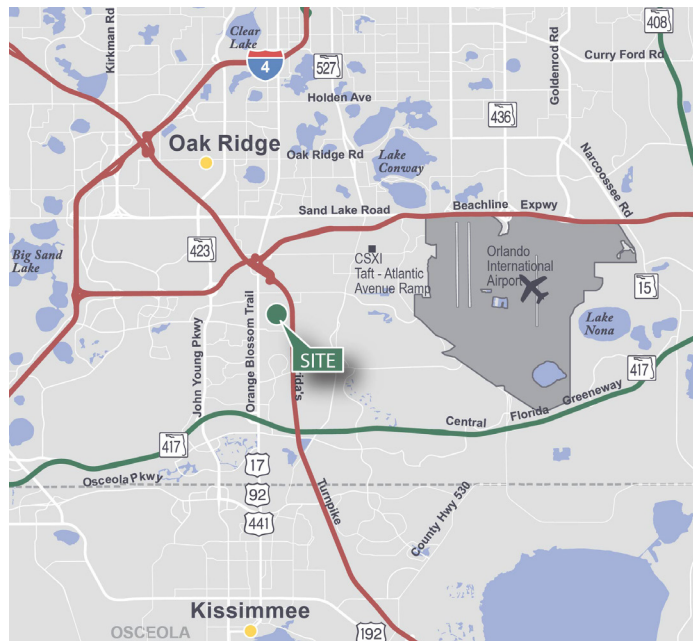 Clear
Lake
Kirkman Rd
4
527
Holden Ave
Goldenrod Rd
408
Curry Ford Rd
436
Oak Ridge
Oak Ridge Rd
Lake
Conway
Narcoossee Rd
Sand Lake Road
Beachline Expwy
423
Big Sand
Lake
CSXI
Taft - Atlantic
Avenue Ramp
Orlando
International
Airport
15
Lake
Nona
John Young Pkwy
Orange Blossom Trail
SITE
ida's
417
Central Florida Greeneway
417
Osceola Pkwy
17
92
441
Turnpike
County Hwy 530
Kissimmee
OSCEOLA
192